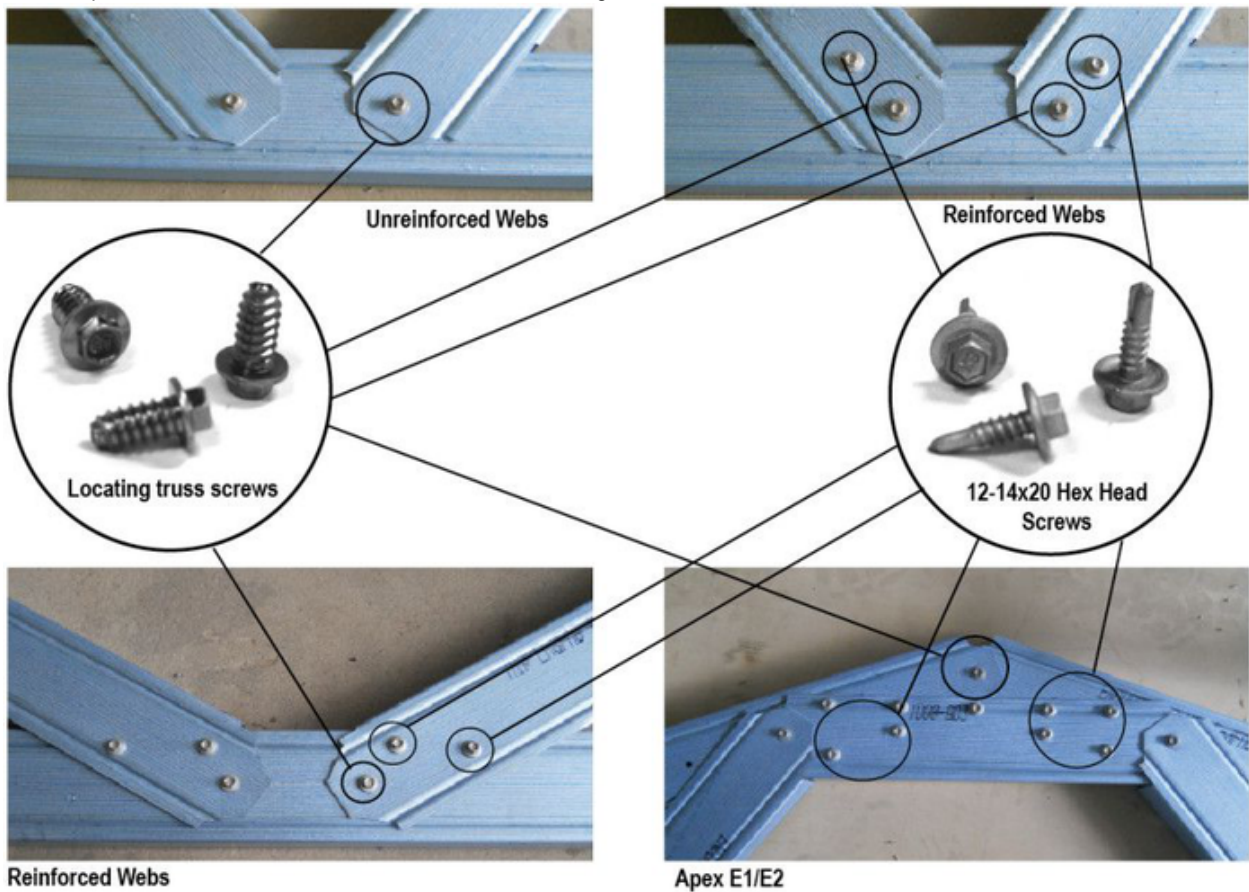 Unreinforced Webs
Reinforced Webs
Locating truss screws
12-14x20 Hex Head
Screws
Reinforced Webs
Apex E1/E2